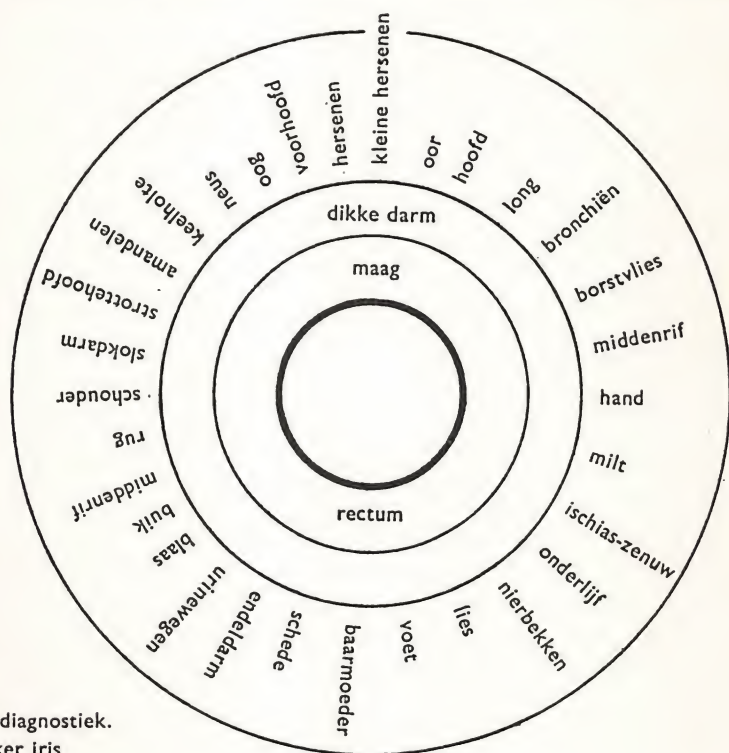 kleine hersenen
oor
hoofd
long
bronchiën
borstvlies
middenrif
hand
milt
ischias-zenuw
onderlijf
nierbekken
lies
voet
baarmoeder
schede
endeldarm
urinewegen
blaas
buik
middenrif
rug
schouder
slokdarm
strottehoofd
amandelen
keelholte
neus
oog
voorhoofd
hersenen
dikke darm
maag
rectum
diagnostiek.
ker iris